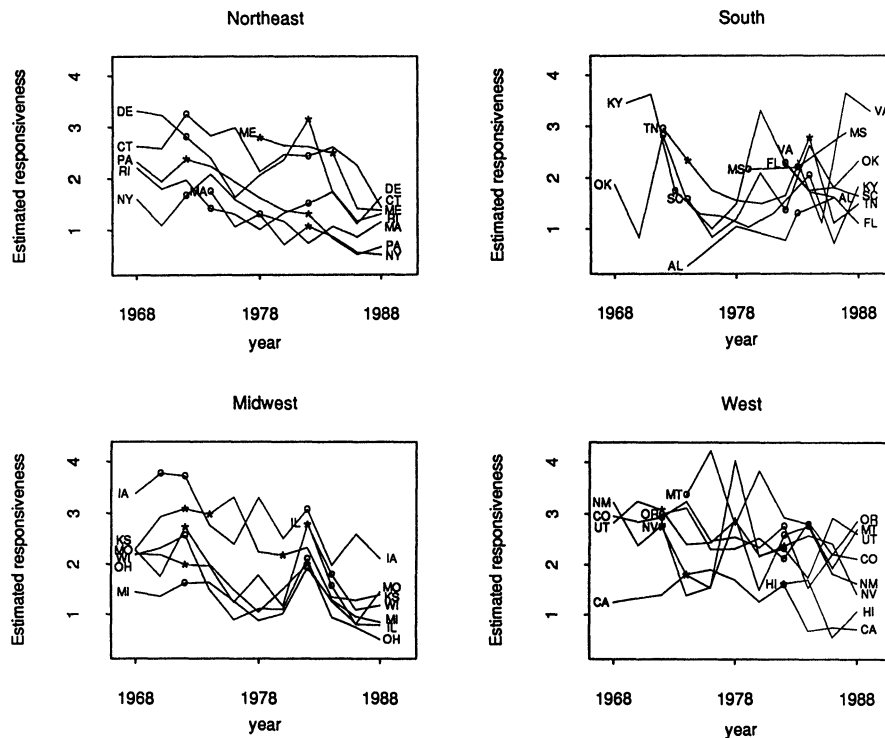 Northeast
Estimated responsiveness
4
3
2
1
DE
CT
PA
RI
NY
MA
ME
DE
CT
ME
RI
MA
PA
NY
1968
1978
1988
year
South
Estimated responsiveness
4
3
2
1
KY
TN
OK
SC
AL
MS
VA
FL
VA
MS
OK
KY
SC
TN
AL
FL
1968
1978
1988
year
Midwest
Estimated responsiveness
4
3
2
1
IA
KS
MO
WI
OH
MI
IL
IA
MO
KS
WI
MI
IL
OH
1968
1978
1988
year
West
Estimated responsiveness
4
3
2
1
NM
CO
UT
CA
MT
OR
NV
HI
OR
MT
UT
CO
NM
NV
HI
CA
1968
1978
1988
year